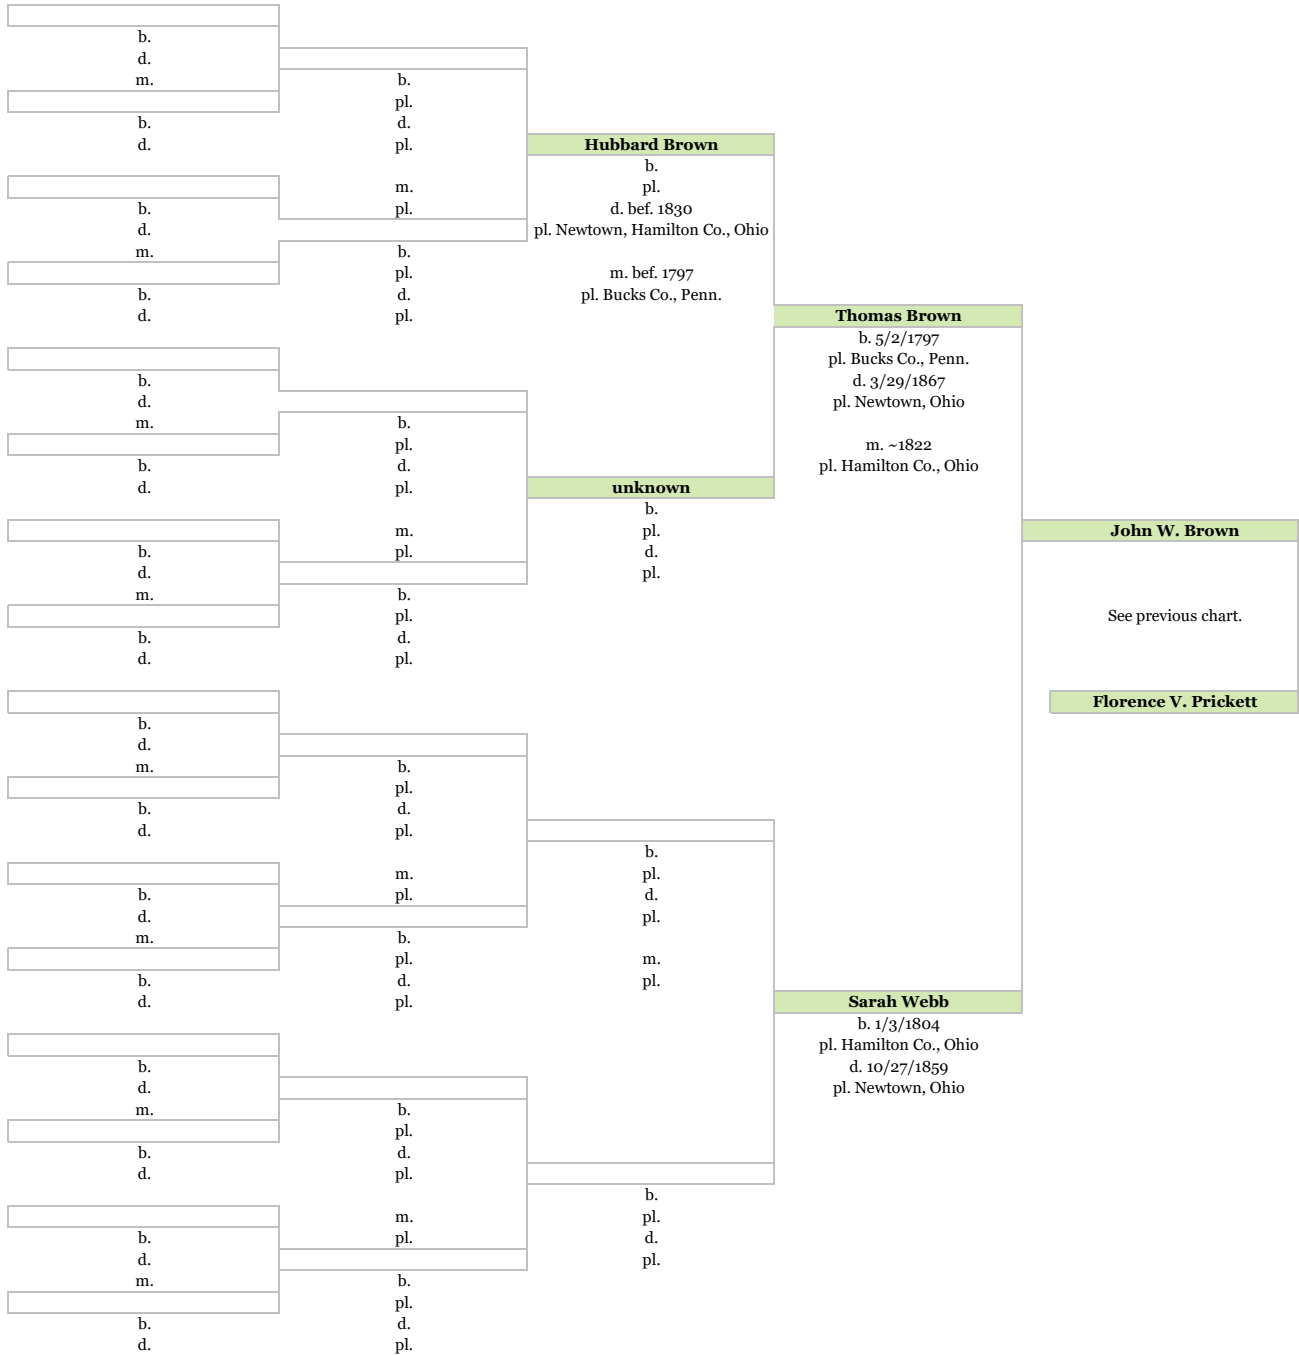 b.
d.
m.
b.
d.
b.
d.
m.
b.
d.
b.
d.
m.
b.
d.
b.
d.
m.
b.
d.
b.
d.
m.
b.
d.
b.
d.
m.
b.
d.
b.
d.
m.
b.
d.
b.
d.
m.
b.
d.
b.
pl.
d.
pl.
m.
pl.
b.
pl.
d.
pl.
b.
pl.
d.
pl.
m.
pl.
b.
pl.
d.
pl.
b.
pl.
d.
pl.
m.
pl.
b.
pl.
d.
pl.
b.
pl.
d.
pl.
m.
pl.
b.
pl.
d.
pl.
Hubbard Brown
b.
pl.
d. bef. 1830
pl. Newtown, Hamilton Co., Ohio
m. bef. 1797
pl. Bucks Co., Penn.
unknown
b.
pl.
d.
pl.
b.
pl.
d.
pl.
m.
pl.
b.
pl.
d.
pl.
Thomas Brown
b. 5/2/1797
pl. Bucks Co., Penn.
d. 3/29/1867
pl. Newtown, Ohio
m. ~1822
pl. Hamilton Co., Ohio
Sarah Webb
b. 1/3/1804
pl. Hamilton Co., Ohio
d. 10/27/1859
pl. Newtown, Ohio
John W. Brown
See previous chart.
Florence V. Prickett